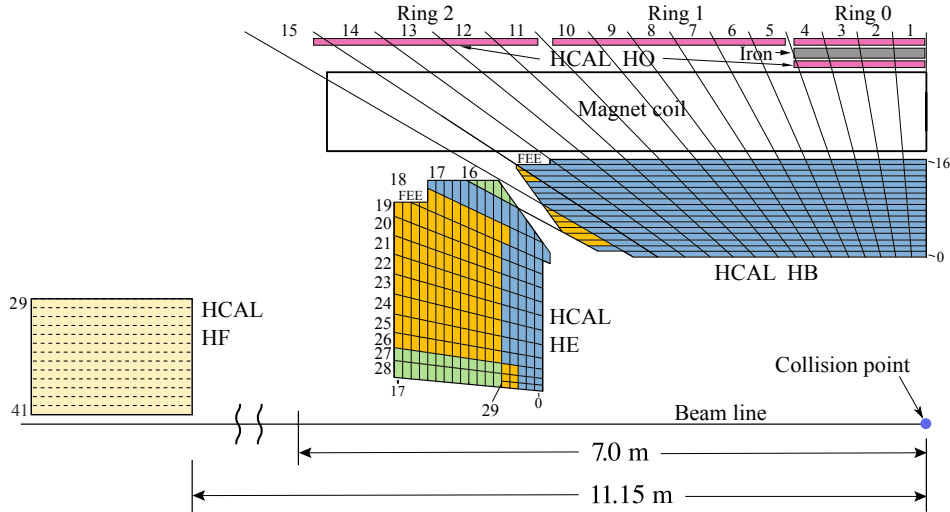 Ring 2 Ring 1 Ring 0
15 14 13 12 11 10 9 8 7 6 5 4 3 2 1
HCAL HO Iron
Magnet coil
FEE 16
18 17 16
FEE
19
20
21
22
23
24
25
26
27
28
17 29 0
HCAL HB 0
HCAL
HE
29 HCAL
HF
41
Collision point
Beam line
7.0 m
11.15 m